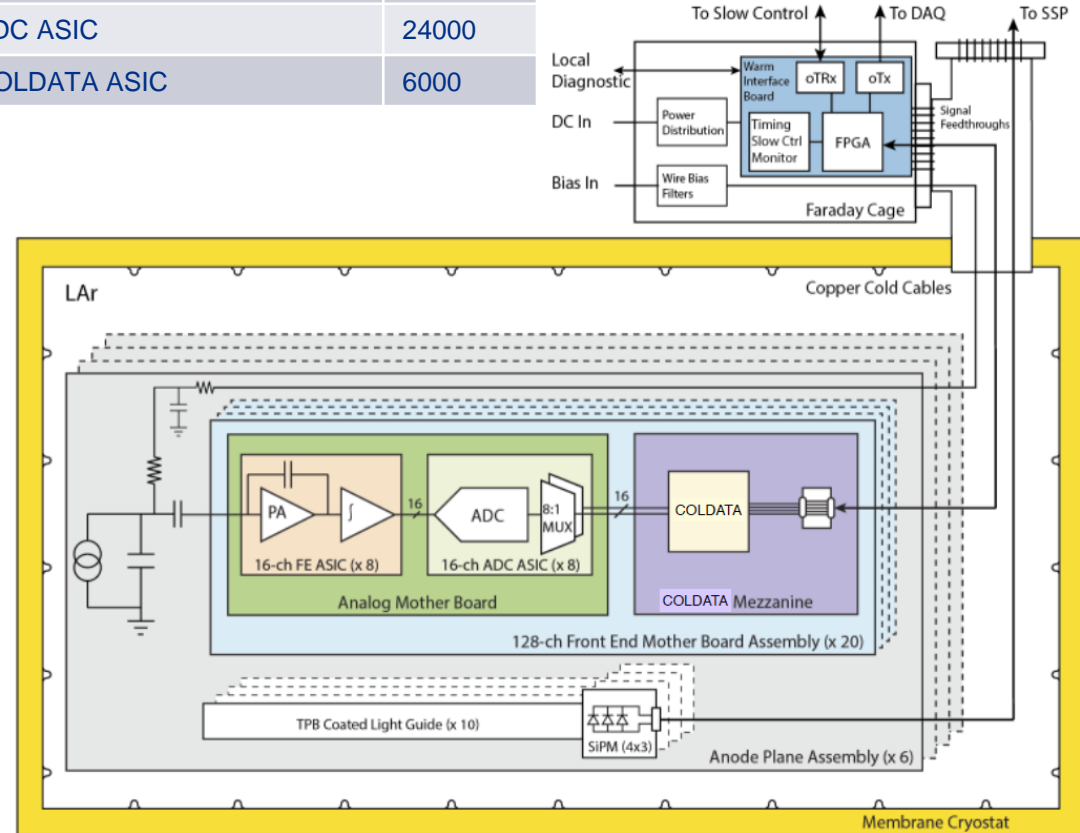 DC ASIC 24000
OLDATA ASIC 6000
To Slow Control
To DAQ
To SSP
Local
Diagnostic
DC In
Bias In
Warm
Interface
Board
oTRx
oTx
Power
Distribution
Timing
Slow Ctrl
Monitor
FPGA
Wire Bias
Filters
Faraday Cage
Signal
Feedthroughs
LAr
Copper Cold Cables
PA
∫
16
ADC
8:1
MUX
16
COLDATA
16-ch FE ASIC (x 8)
16-ch ADC ASIC (x 8)
Analog Mother Board
COLDATA Mezzanine
128-ch Front End Mother Board Assembly (x 20)
TPB Coated Light Guide (x 10)
SiPM (4x3)
Anode Plane Assembly (x 6)
Membrane Cryostat